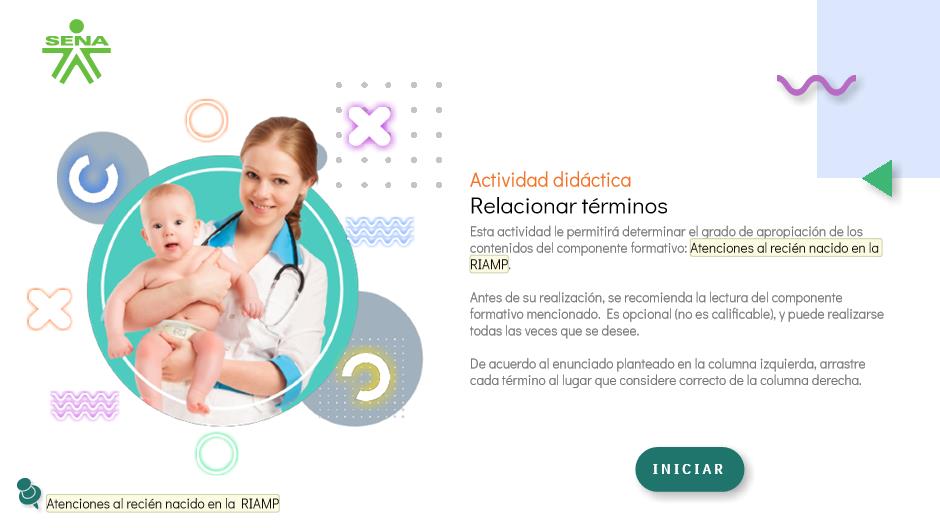 SENA
Actividad didáctica
Relacionar términos
Esta actividad le permitirá determinar el grado de apropiación de los
contenidos del componente formativo: Atenciones al recién nacido en la
RIAMP.
Antes de su realización, se recomienda la lectura del componente
formativo mencionado. Es opcional (no es calificable), y puede realizarse
todas las veces que se desee.
De acuerdo al enunciado planteado en la columna izquierda, arrastre
cada término al lugar que considere correcto de la columna derecha.
INICIAR
Atenciones al recién nacido en la RIAMP